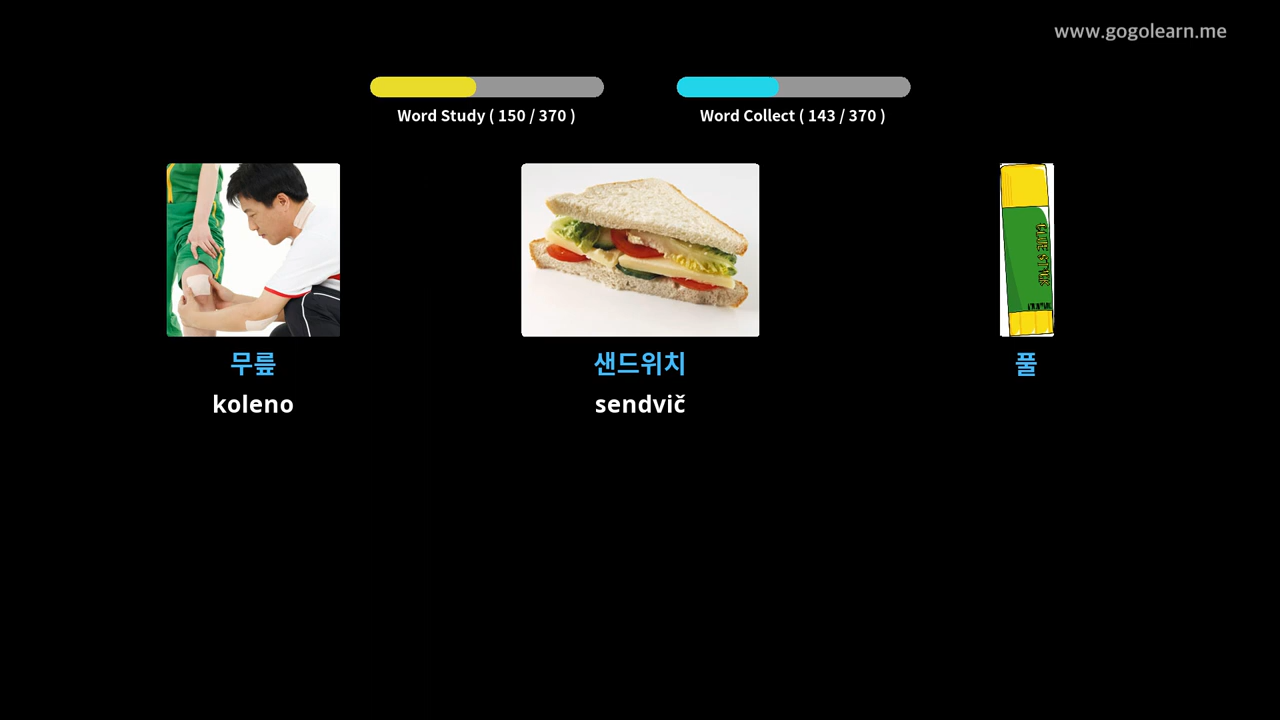 www.gogolearn.me
Word Study ( 150 / 370 )
Word Collect ( 143 / 370 )
무릎
샌드위치
풀
koleno
sendvič